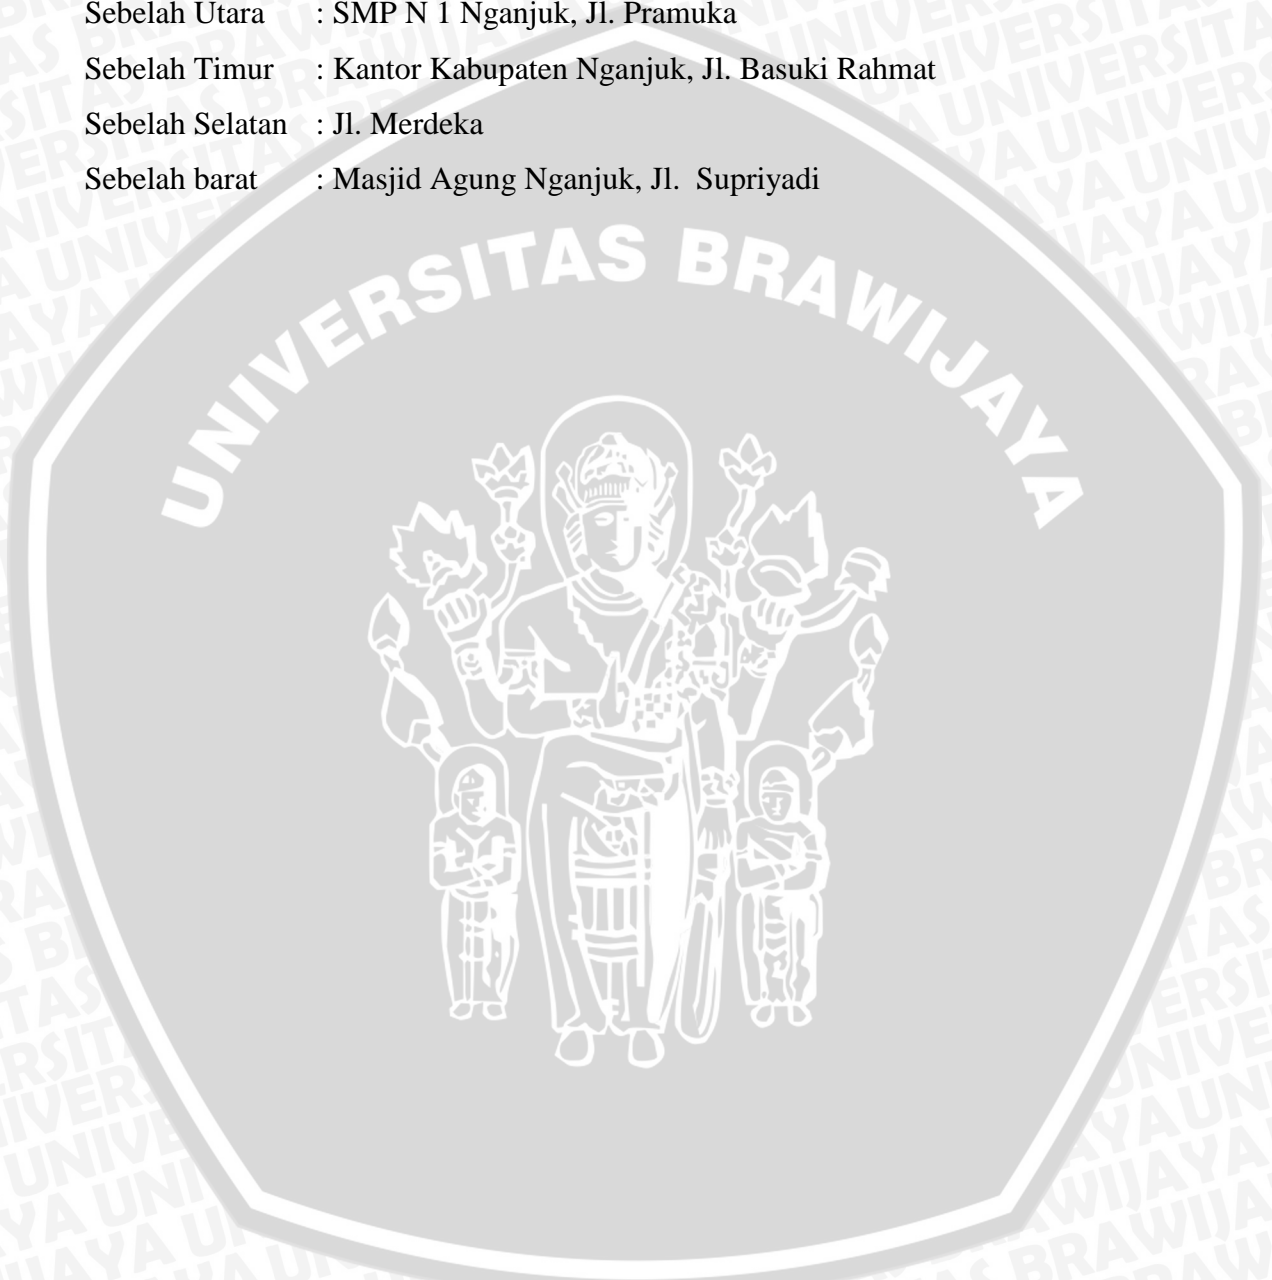 Sebelah Utara : SMP N 1 Nganjuk, Jl. Pramuka
Sebelah Timur : Kantor Kabupaten Nganjuk, Jl. Basuki Rahmat
Sebelah Selatan : Jl. Merdeka
Sebelah barat : Masjid Agung Nganjuk, Jl. Supriyadi
UNIVERSITAS BRAWIJAYA